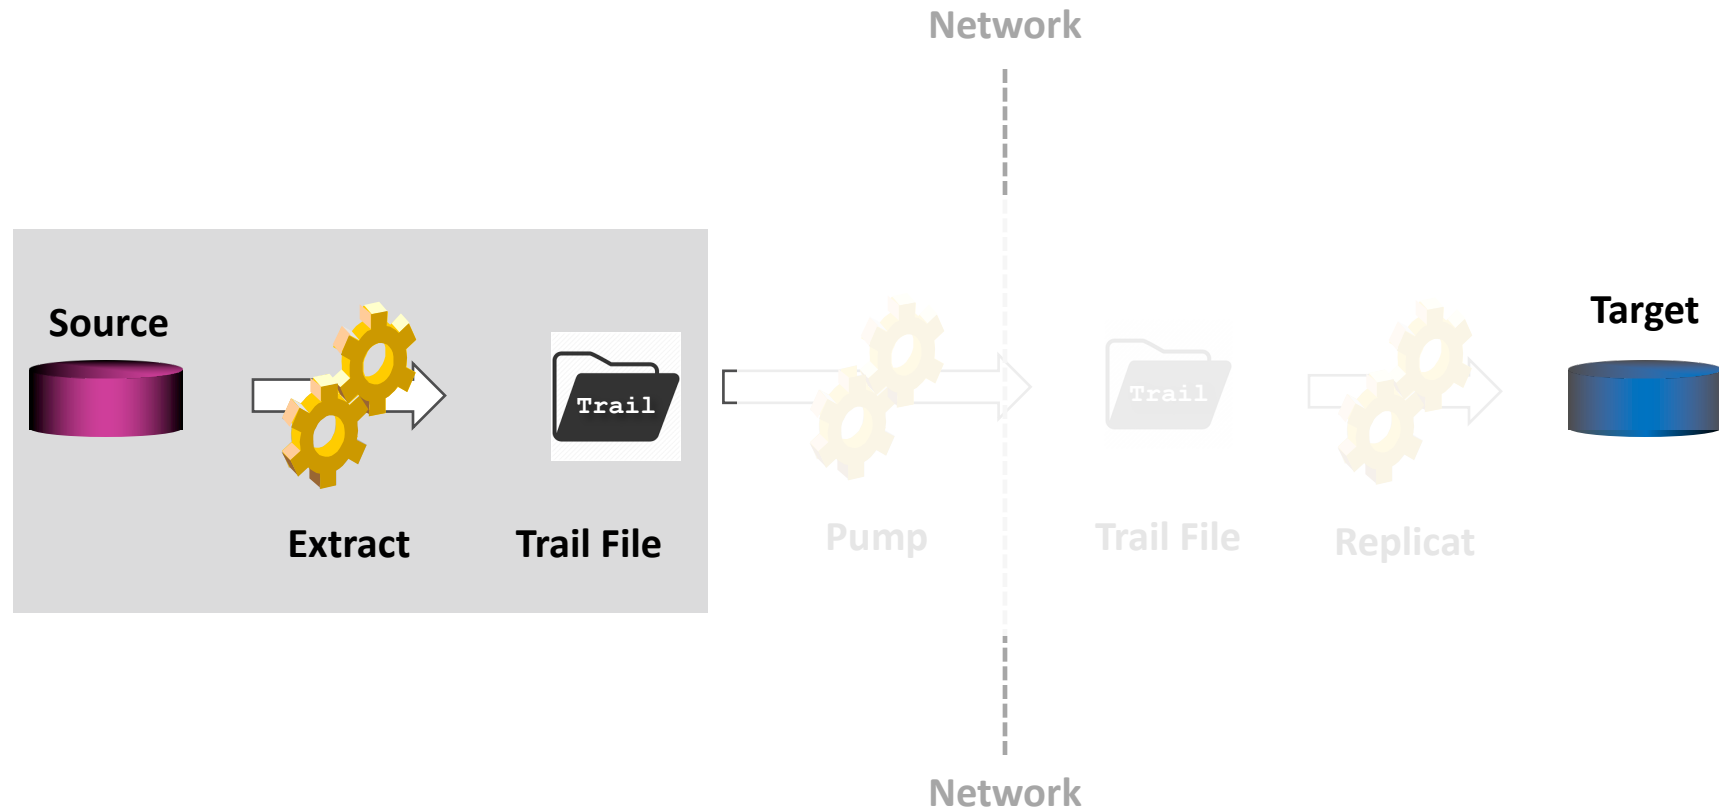 Network
Source
Target
Trail
Trail
Extract
Trail File
Pump
Trail File
Replicat
Network